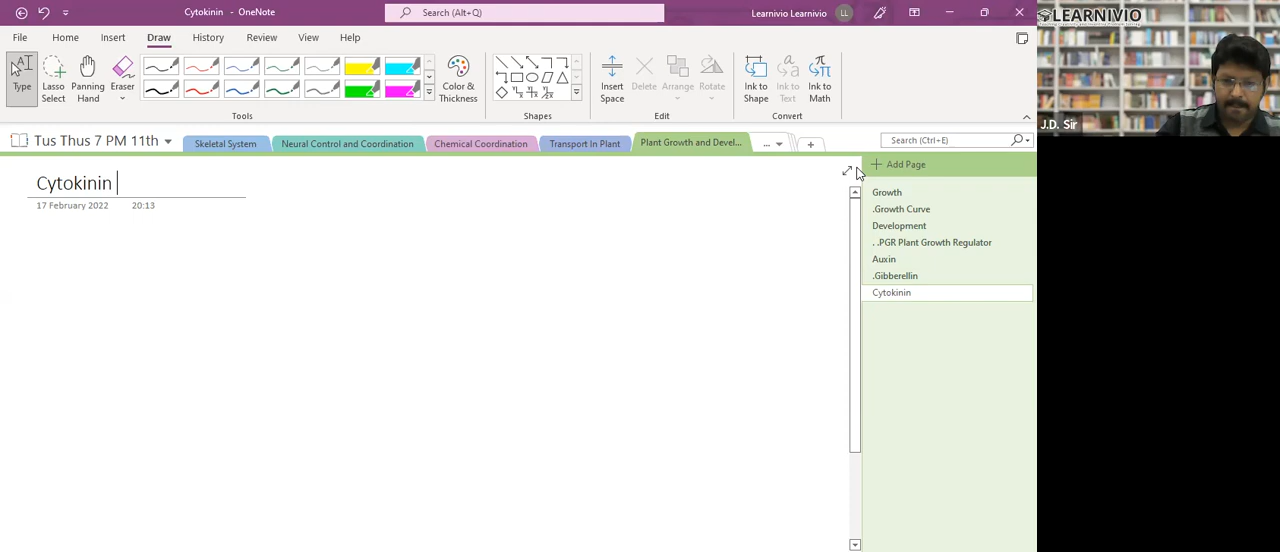 Cytokinin - OneNote
Search (Alt+Q)
Learnivio Learnivio
LL
File
Home
Insert
Draw
History
Review
View
Help
Type
Lasso
Select
Panning
Hand
Eraser
Color &
Thickness
Insert
Space
Delete
Arrange
Rotate
Ink to
Shape
Ink to
Text
Ink to
Math
Tools
Shapes
Edit
Convert
Tus Thus 7 PM 11th
Skeletal System
Neural Control and Coordination
Chemical Coordination
Transport In Plant
Plant Growth and Devel...
...
Search (Ctrl+E)
Cytokinin
17 February 2022
20:13
Add Page
Growth
.Growth Curve
Development
. .PGR Plant Growth Regulator
Auxin
.Gibberellin
Cytokinin
LEARNIVIO
J.D. Sir